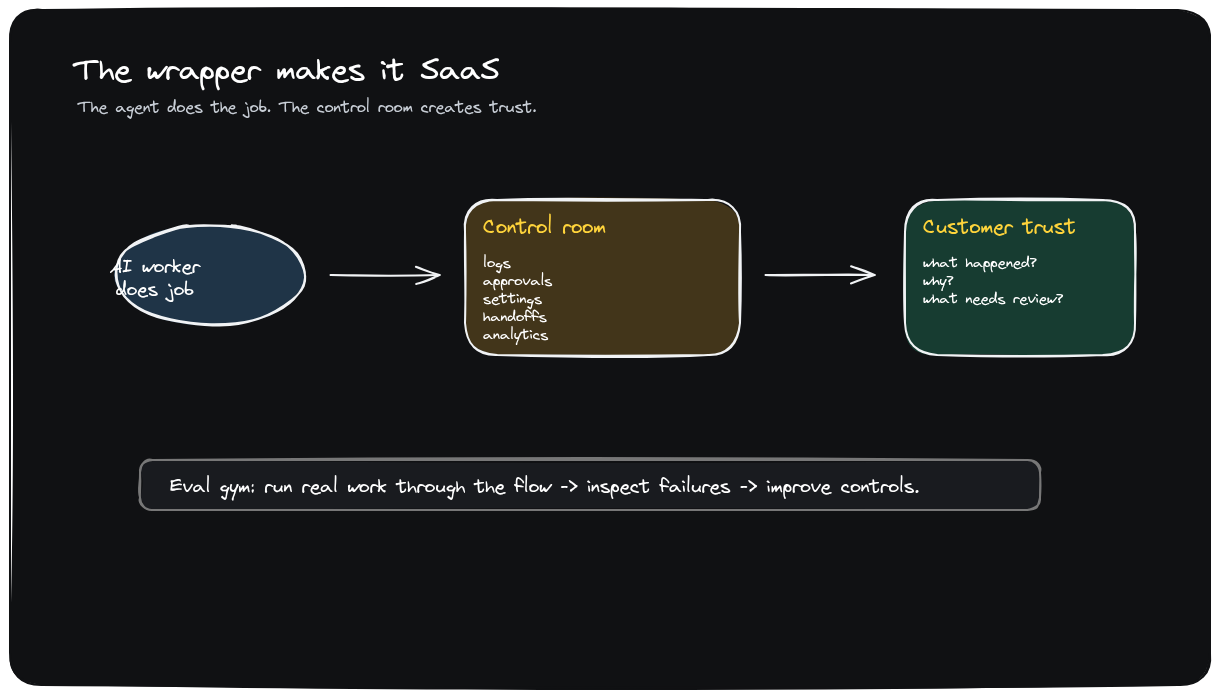 The wrapper makes it SaaS
The agent does the job. The control room creates trust.
AI worker
does job
Control room
logs
approvals
settings
handoffs
analytics
Customer trust
what happened?
why?
what needs review?
Eval gym: run real work through the flow -> inspect failures -> improve controls.